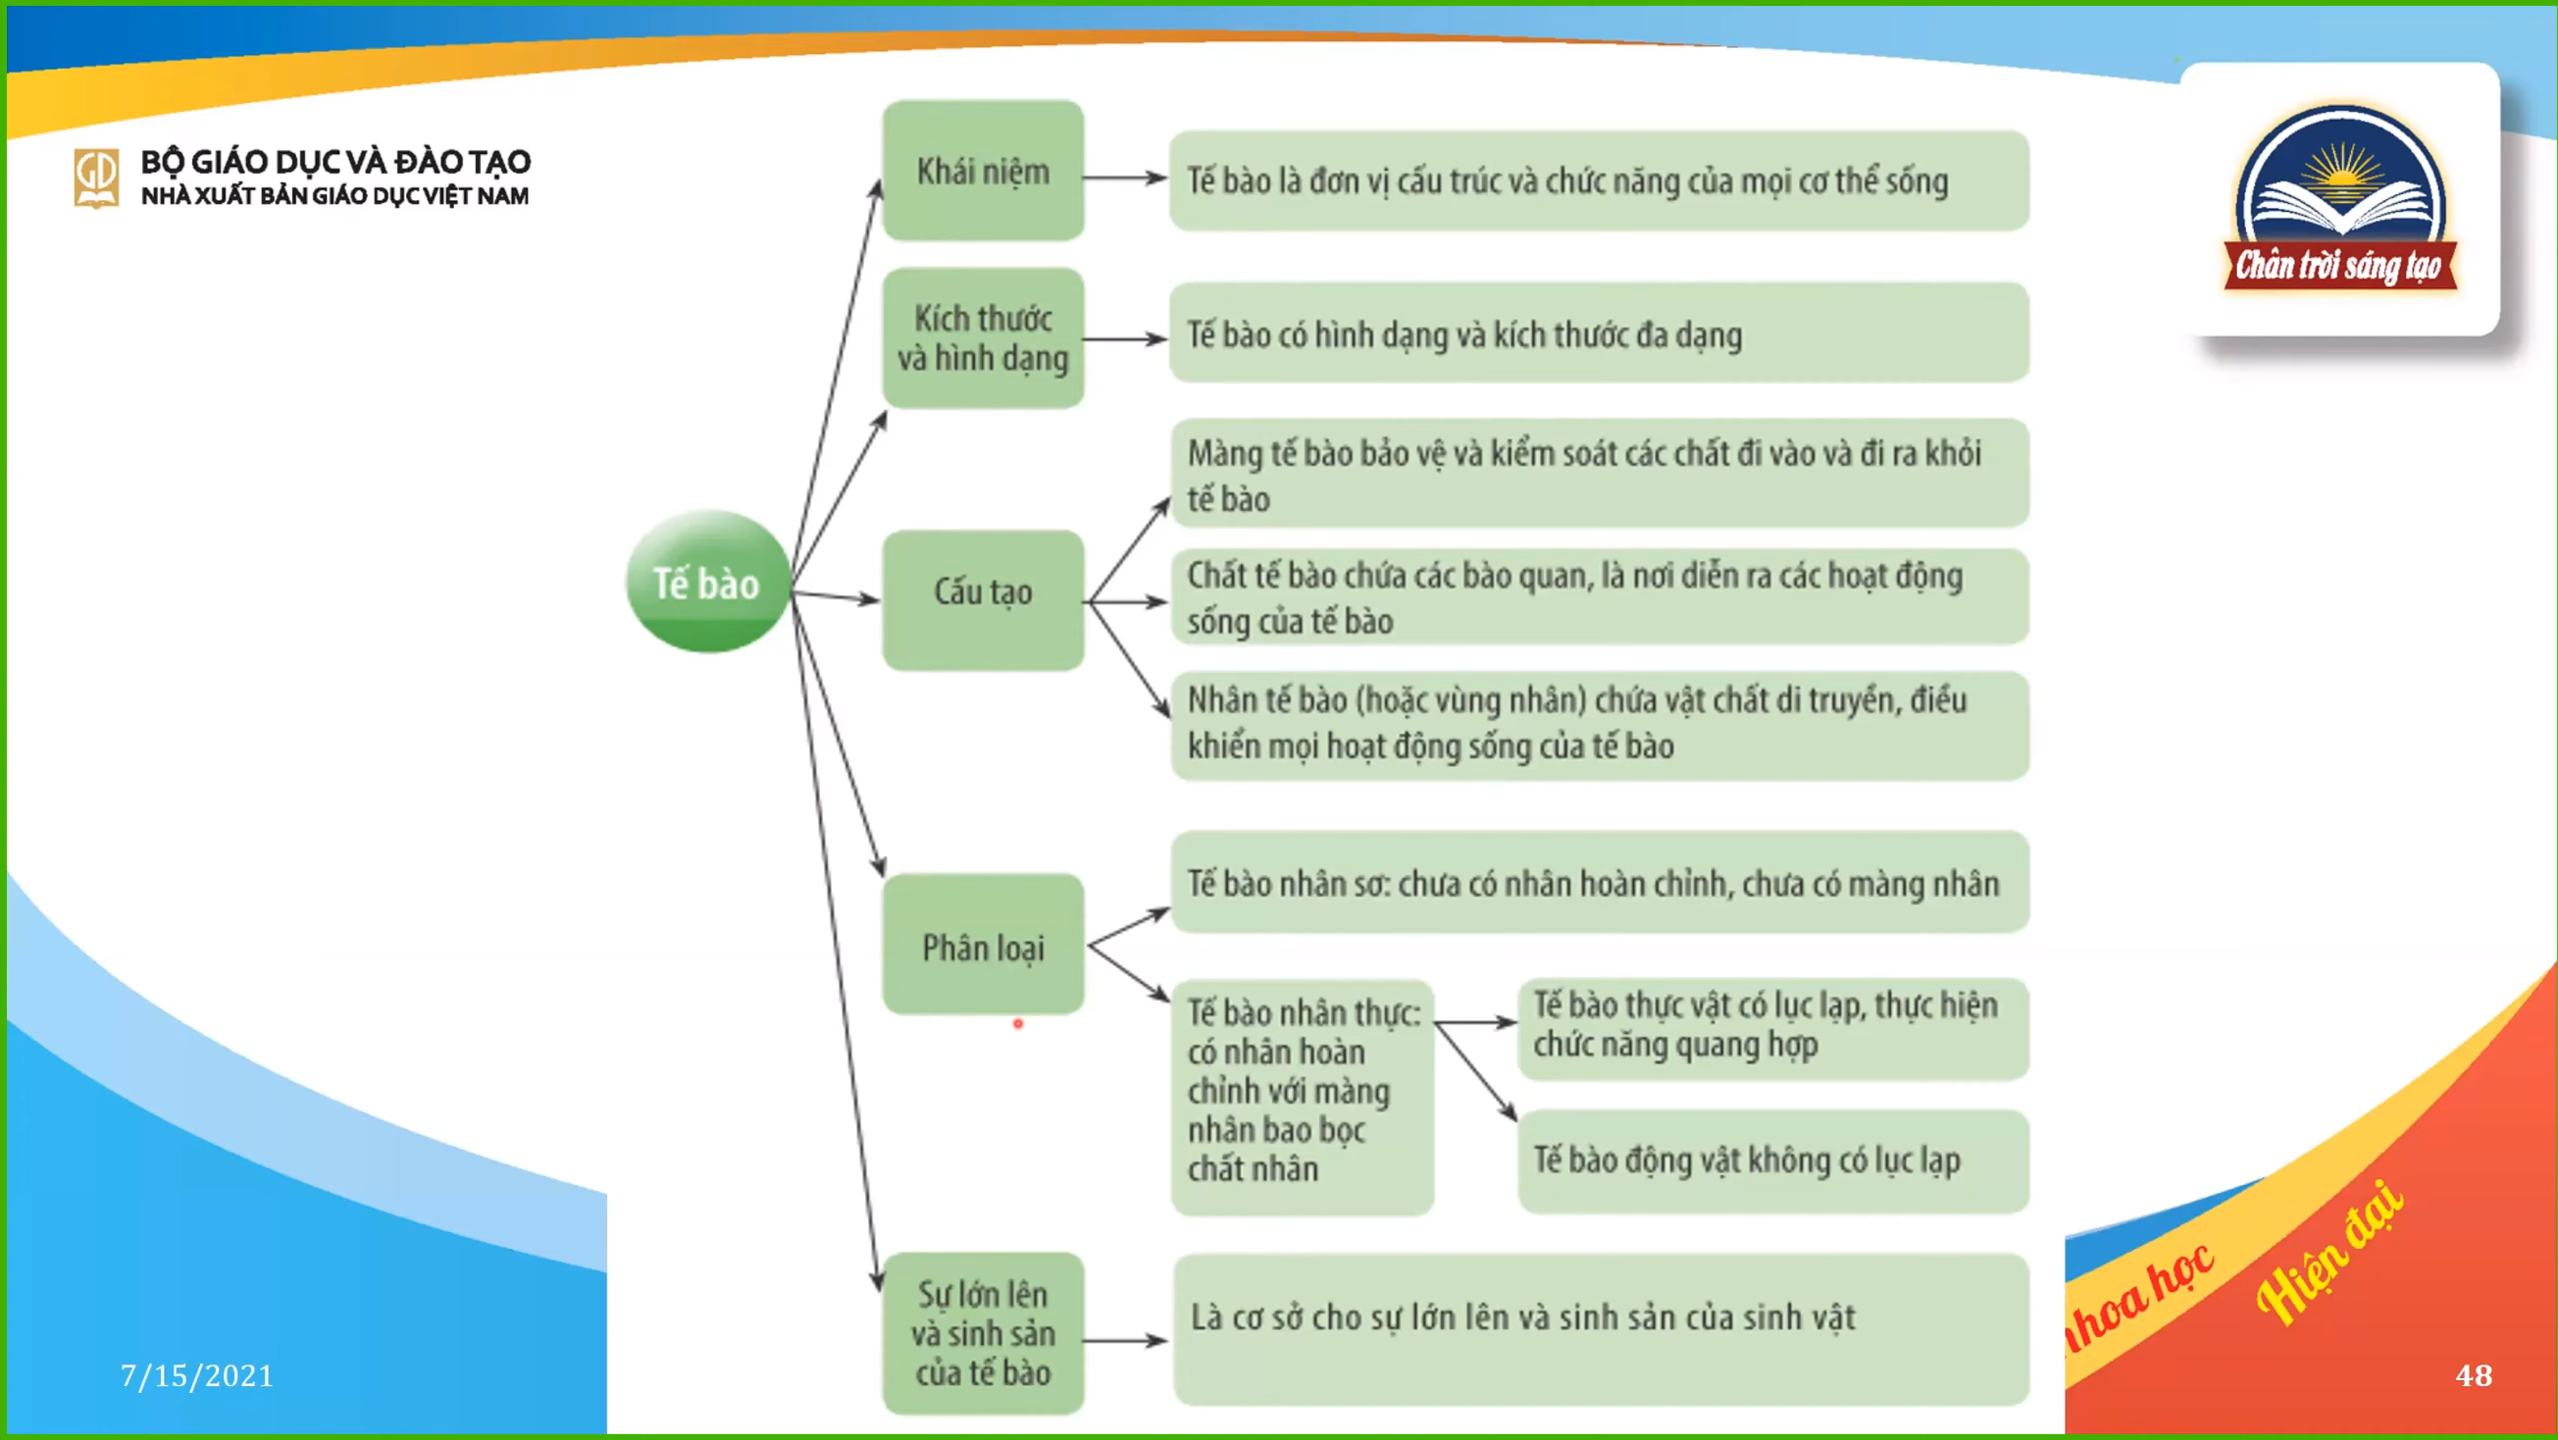 BỘ GIÁO DỤC VÀ ĐÀO TẠO
NHÀ XUẤT BẢN GIÁO DỤC VIỆT NAM
Chân trời sáng tạo
Tế bào
Khái niệm
Tế bào là đơn vị cấu trúc và chức năng của mọi cơ thể sống
Kích thước
và hình dạng
Tế bào có hình dạng và kích thước đa dạng
Cấu tạo
Màng tế bào bảo vệ và kiểm soát các chất đi vào và đi ra khỏi
tế bào
Chất tế bào chứa các bào quan, là nơi diễn ra các hoạt động
sống của tế bào
Nhân tế bào (hoặc vùng nhân) chứa vật chất di truyền, điều
khiển mọi hoạt động sống của tế bào
Phân loại
Tế bào nhân sơ: chưa có nhân hoàn chỉnh, chưa có màng nhân
Tế bào nhân thực:
có nhân hoàn
chỉnh với màng
nhân bao bọc
chất nhân
Tế bào thực vật có lục lạp, thực hiện
chức năng quang hợp
Tế bào động vật không có lục lạp
Sự lớn lên
và sinh sản
của tế bào
Là cơ sở cho sự lớn lên và sinh sản của sinh vật
học
Hiện đại
7/15/2021
48